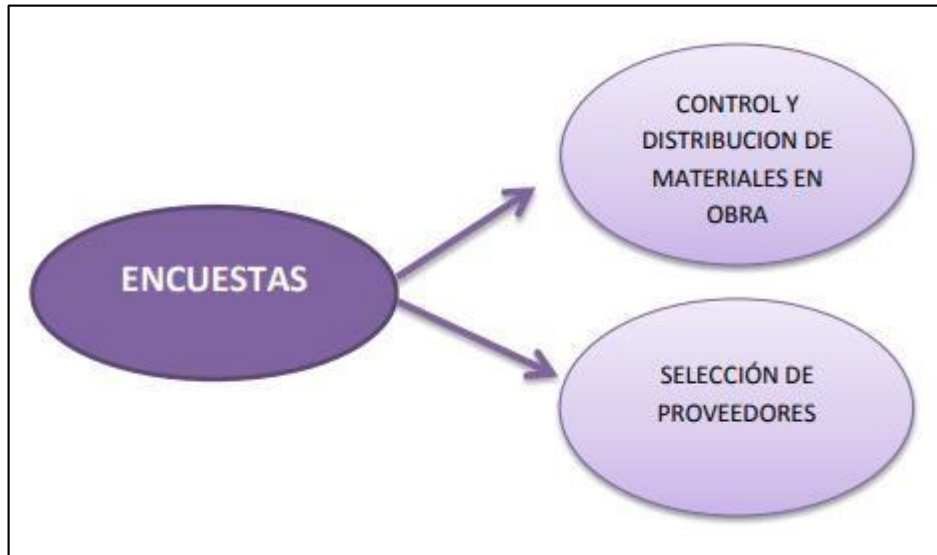 ENCUESTAS
CONTROL Y
DISTRIBUCION DE
MATERIALES EN
OBRA
SELECCIÓN DE
PROVEEDORES